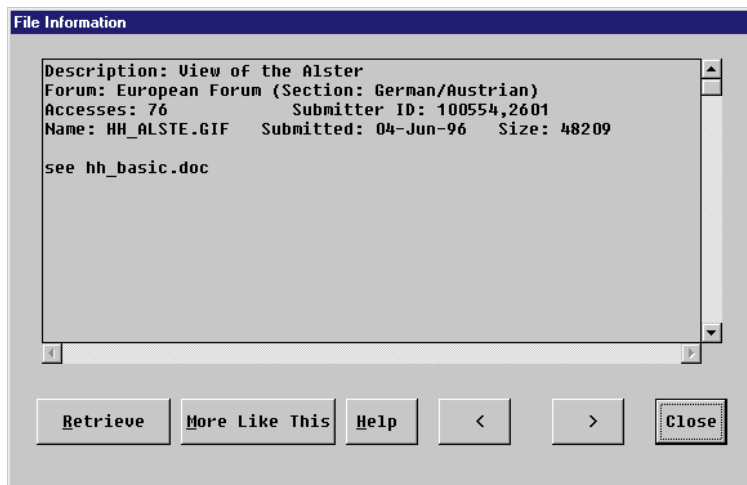 File Information
Description: View of the Alster
Forum: European Forum (Section: German/Austrian)
Accesses: 76 Submitter ID: 100554,2601
Name: HH_ALSTE.GIF Submitted: 04-Jun-96 Size: 48209
see hh_basic.doc
Retrieve More Like This Help < > Close